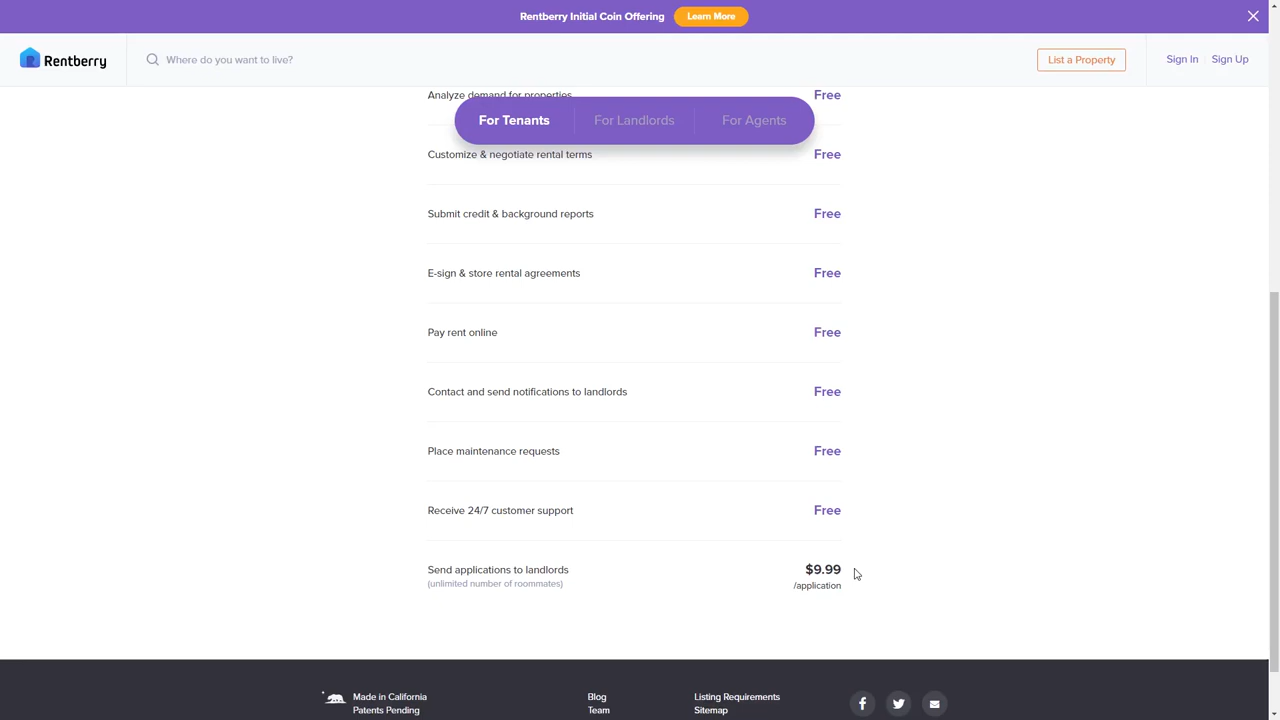 Rentberry Initial Coin Offering
Learn More
Rentberry
Where do you want to live?
List a Property
Sign In
Sign Up
Analyze demand for properties
Free
For Tenants
For Landlords
For Agents
Customize & negotiate rental terms
Free
Submit credit & background reports
Free
E-sign & store rental agreements
Free
Pay rent online
Free
Contact and send notifications to landlords
Free
Place maintenance requests
Free
Receive 24/7 customer support
Free
Send applications to landlords
(unlimited number of roommates)
$9.99
/application
Made in California
Patents Pending
Blog
Team
Listing Requirements
Sitemap